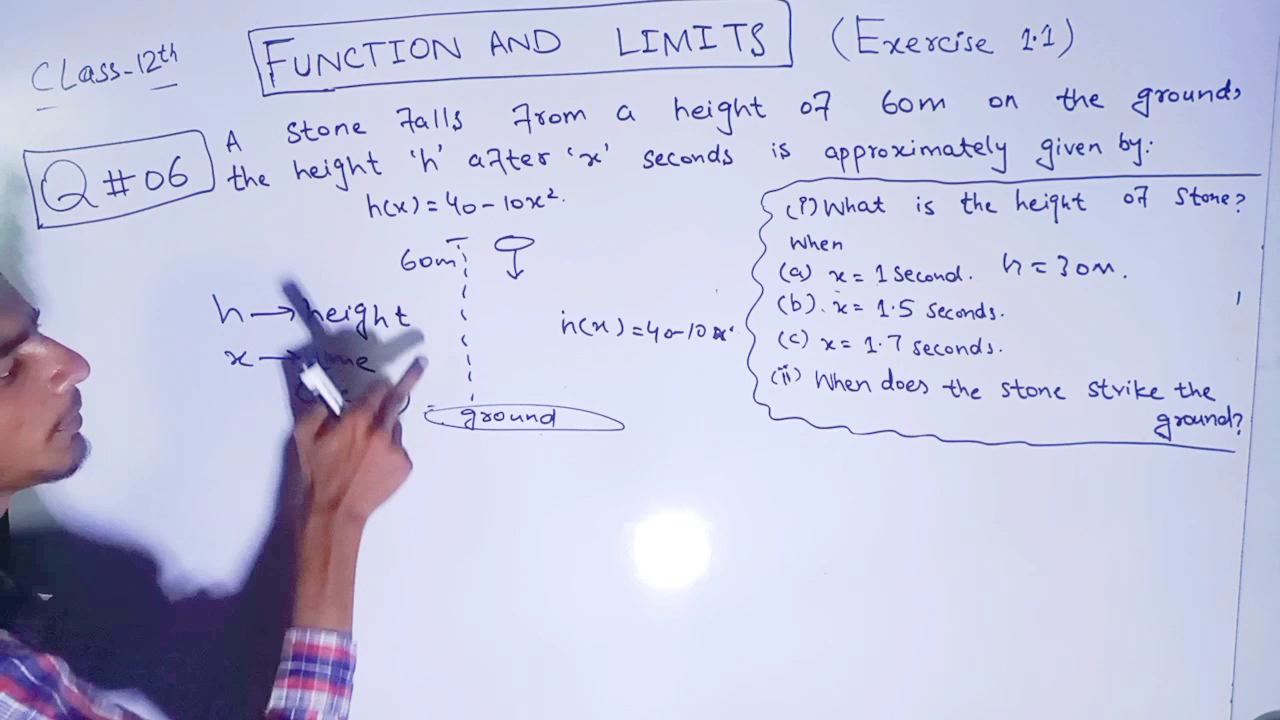 CLass-12th
FUNCTION AND LIMITS
(Exercise 1.1)
Q #06
A stone falls from a height of 60m on the ground,
the height 'h' after 'x' seconds is approximately given by:
h(x) = 40 - 10x².
60m
h → height
x →
h(x) = 40 - 10x²
ground
(i) What is the height of stone?
when
(a) x = 1 second. h = 30m.
(b). x = 1.5 seconds.
(c) x = 1.7 seconds.
(ii) When does the stone strike the
ground?